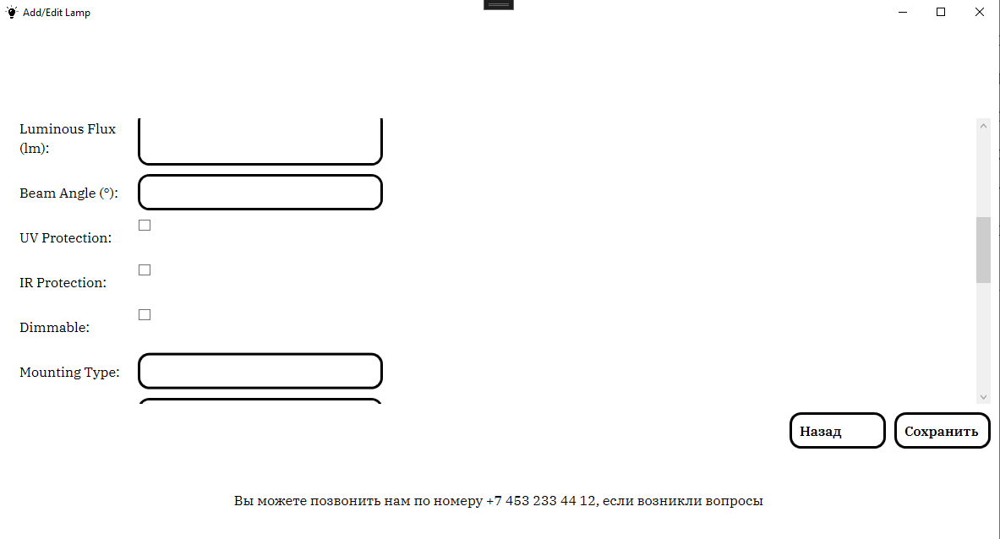 Add/Edit Lamp
Luminous Flux
(lm):
Beam Angle (°):
UV Protection:
IR Protection:
Dimmable:
Mounting Type:
Назад
Сохранить
Вы можете позвонить нам по номеру +7 453 233 44 12, если возникли вопросы